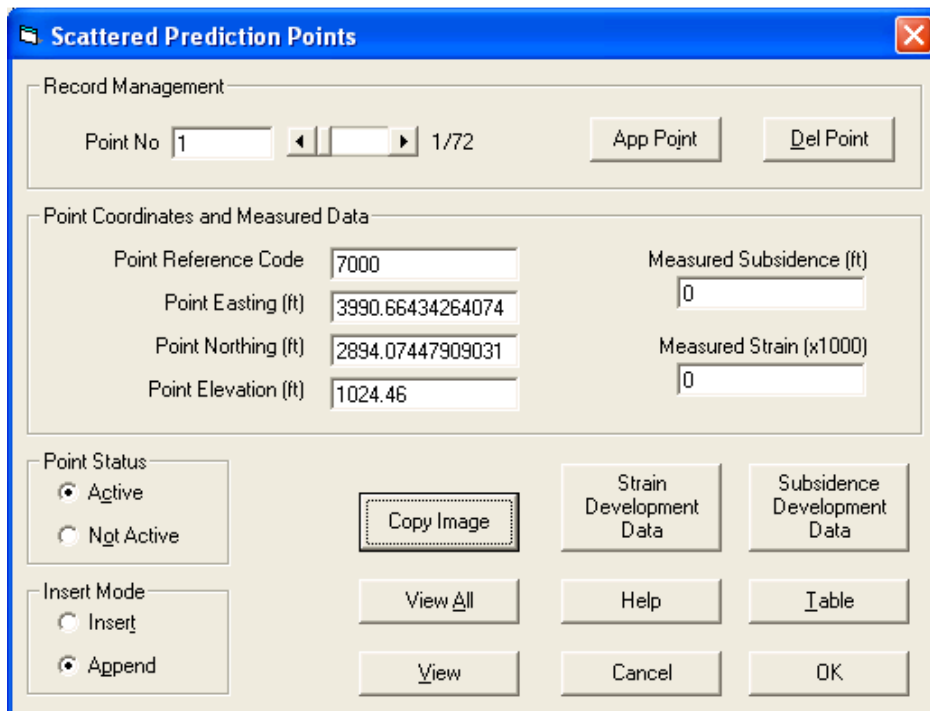 Scattered Prediction Points
Record Management
Point No 1 1/72 App Point Del Point
Point Coordinates and Measured Data
Point Reference Code 7000 Measured Subsidence (ft)
0
Point Easting (ft) 3990.66434264074
Point Northing (ft) 2894.07447909031 Measured Strain (x1000)
0
Point Elevation (ft) 1024.46
Point Status
Active
Not Active
Copy Image
Strain
Development
Data
Subsidence
Development
Data
Insert Mode
Insert
Append
View All Help Table
View Cancel OK